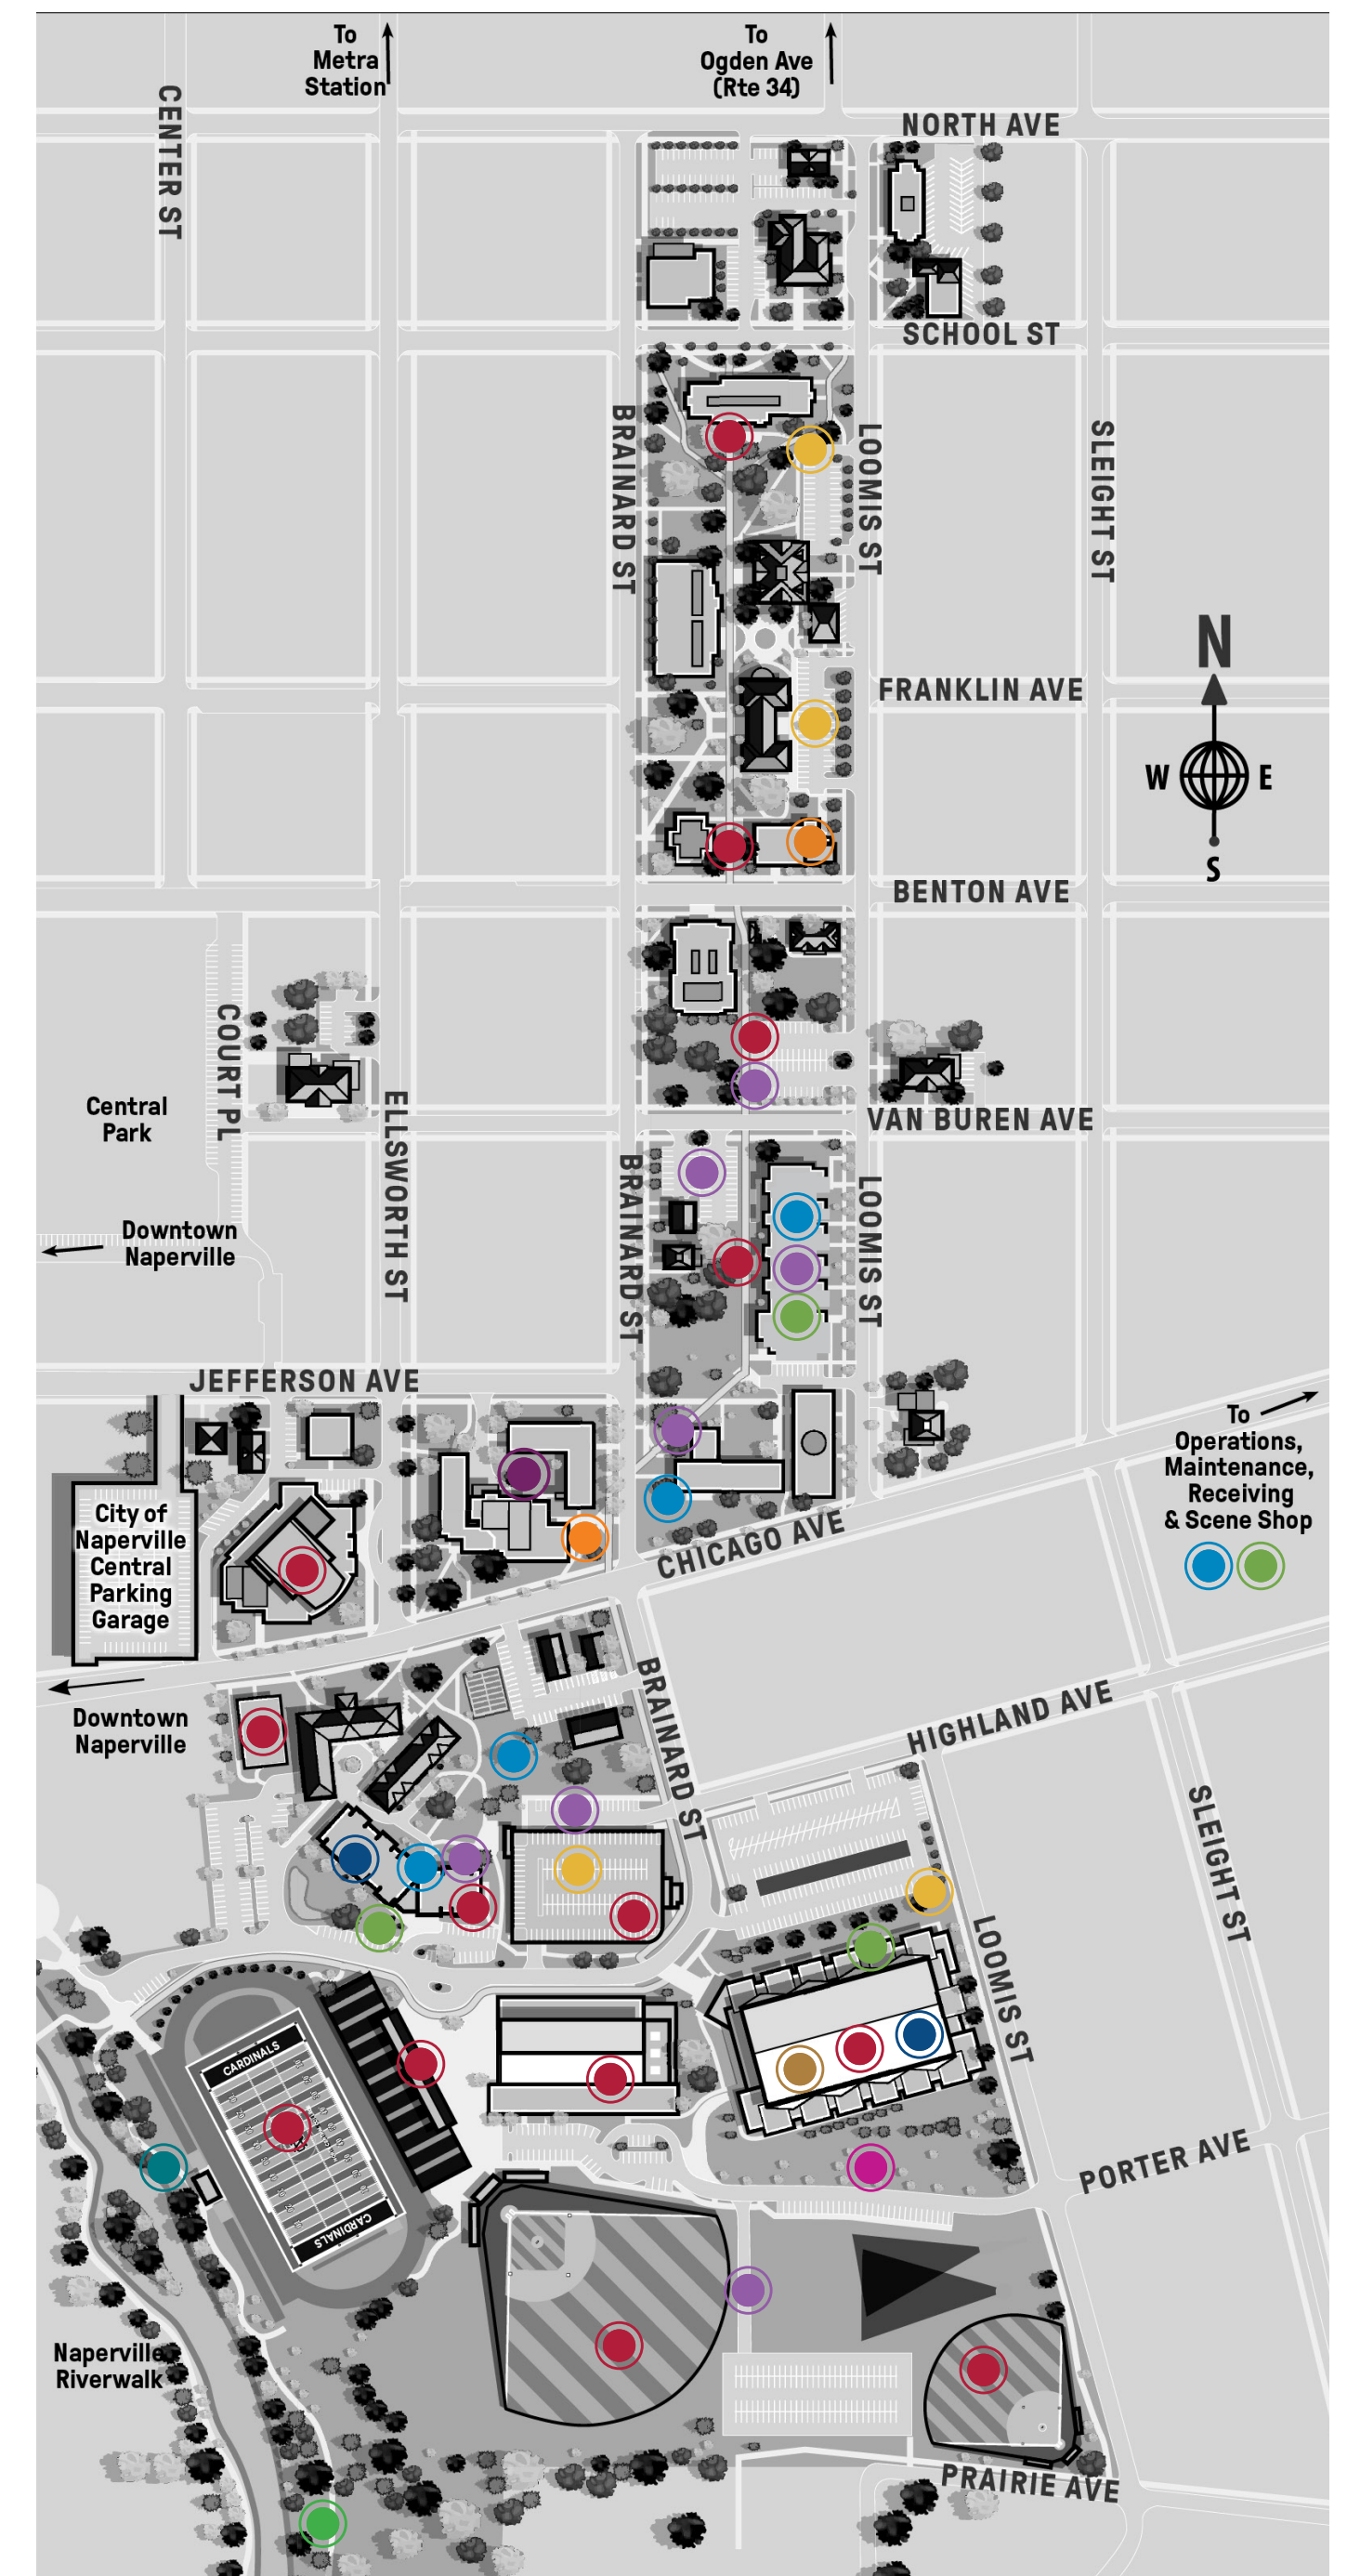 To
Metra
Station
To
Ogden Ave
(Rte 34)
CENTER ST
NORTH AVE
SCHOOL ST
BRAINARD ST
LOOMIS ST
SLEIGHT ST
N
W
E
S
FRANKLIN AVE
BENTON AVE
COURT PL
Central
Park
ELLSWORTH ST
VAN BUREN AVE
BRAINARD ST
LOOMIS ST
Downtown
Naperville
JEFFERSON AVE
To
Operations,
Maintenance,
Receiving
& Scene Shop
City of
Naperville
Central
Parking
Garage
CHICAGO AVE
Downtown
Naperville
BRAINARD ST
HIGHLAND AVE
SLEIGHT ST
LOOMIS ST
CARDINALS
CARDINALS
PORTER AVE
Naperville
Riverwalk
PRAIRIE AVE